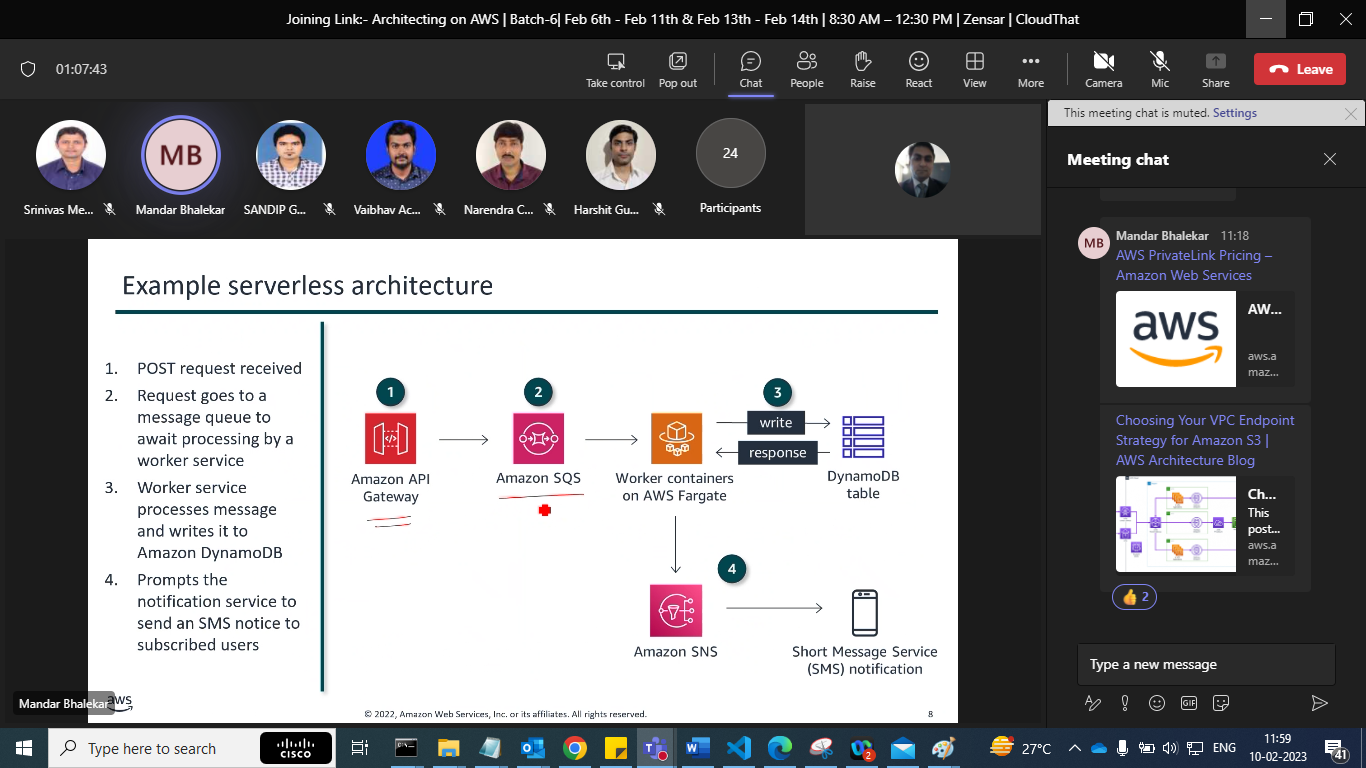 Joining Link:- Architecting on AWS | Batch-6| Feb 6th - Feb 11th & Feb 13th - Feb 14th | 8:30 AM – 12:30 PM | Zensar | CloudThat
01:07:43
Take control
Pop out
Chat
People
Raise
React
View
More
Camera
Mic
Share
Leave
MB
24
Srinivas Me...
Mandar Bhalekar
SANDIP G...
Vaibhav Ac...
Narendra C...
Harshit Gu...
Participants
This meeting chat is muted. Settings
Meeting chat
MB
Mandar Bhalekar 11:18
AWS PrivateLink Pricing –
Amazon Web Services
aws
AW...
aws.a
maz...
Choosing Your VPC Endpoint
Strategy for Amazon S3 |
AWS Architecture Blog
Ch...
This
post...
aws.a
maz...
👍 2
Type a new message
GIF
Example serverless architecture
1. POST request received
2. Request goes to a
message queue to
await processing by a
worker service
3. Worker service
processes message
and writes it to
Amazon DynamoDB
4. Prompts the
notification service to
send an SMS notice to
subscribed users
1
Amazon API
Gateway
2
Amazon SQS
Worker containers
on AWS Fargate
3
write
response
DynamoDB
table
4
Amazon SNS
Short Message Service
(SMS) notification
Mandar Bhalekar
aws
© 2022, Amazon Web Services, Inc. or its affiliates. All rights reserved.
8
Type here to search
CISCO
2
27°C
ENG
11:59
10-02-2023
41